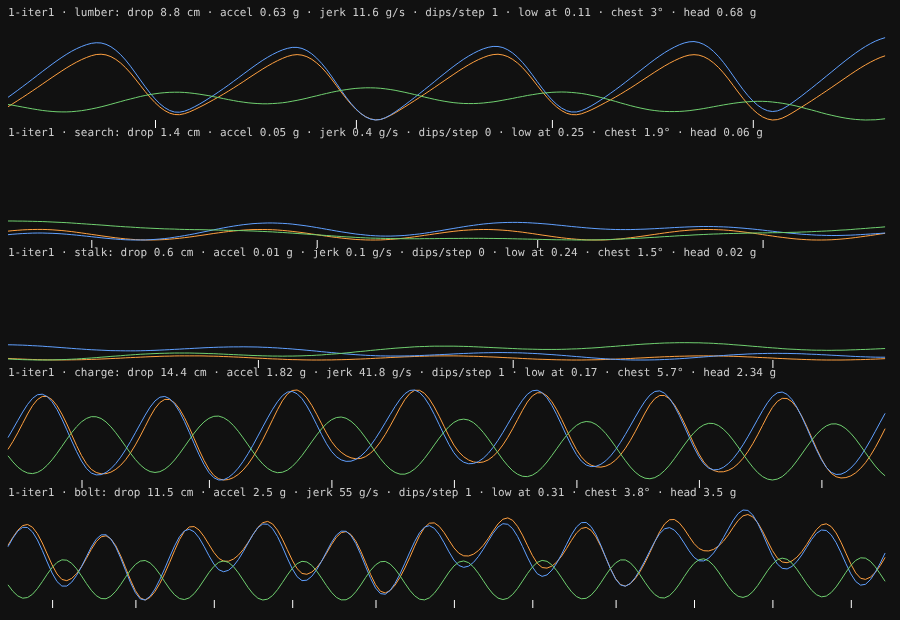 1-iter1 · lumber: drop 8.8 cm · accel 0.63 g · jerk 11.6 g/s · dips/step 1 · low at 0.11 · chest 3° · head 0.68 g
1-iter1 · search: drop 1.4 cm · accel 0.05 g · jerk 0.4 g/s · dips/step 0 · low at 0.25 · chest 1.9° · head 0.06 g
1-iter1 · stalk: drop 0.6 cm · accel 0.01 g · jerk 0.1 g/s · dips/step 0 · low at 0.24 · chest 1.5° · head 0.02 g
1-iter1 · charge: drop 14.4 cm · accel 1.82 g · jerk 41.8 g/s · dips/step 1 · low at 0.17 · chest 5.7° · head 2.34 g
1-iter1 · bolt: drop 11.5 cm · accel 2.5 g · jerk 55 g/s · dips/step 1 · low at 0.31 · chest 3.8° · head 3.5 g